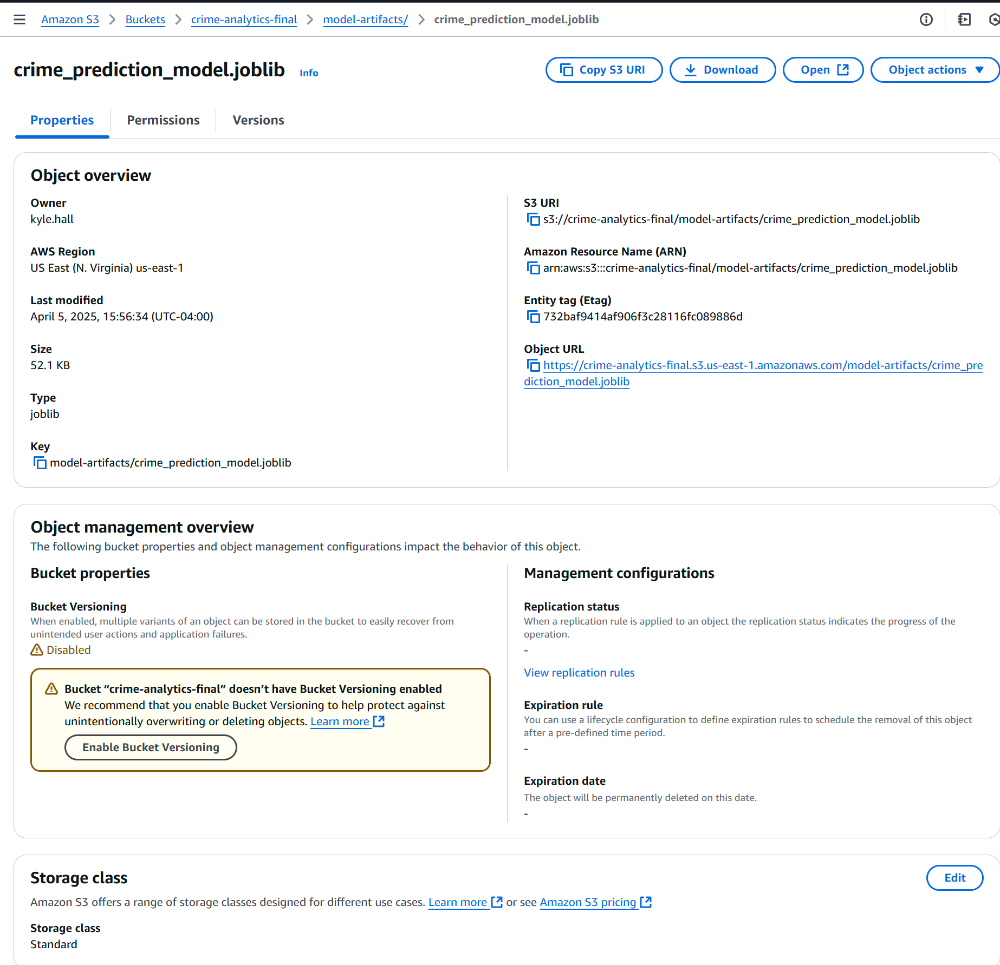 Amazon S3 > Buckets > crime-analytics-final > model-artifacts/ > crime_prediction_model.joblib
crime_prediction_model.joblib Info
Copy S3 URI Download Open Object actions
Properties Permissions Versions
Object overview
Owner
kyle.hall
AWS Region
US East (N. Virginia) us-east-1
Last modified
April 5, 2025, 15:56:34 (UTC-04:00)
Size
52.1 KB
Type
joblib
Key
model-artifacts/crime_prediction_model.joblib
S3 URI
s3://crime-analytics-final/model-artifacts/crime_prediction_model.joblib
Amazon Resource Name (ARN)
arn:aws:s3:::crime-analytics-final/model-artifacts/crime_prediction_model.joblib
Entity tag (Etag)
732baf9414af906f3c28116fc089886d
Object URL
https://crime-analytics-final.s3.us-east-1.amazonaws.com/model-artifacts/crime_pre
diction_model.joblib
Object management overview
The following bucket properties and object management configurations impact the behavior of this object.
Bucket properties
Bucket Versioning
When enabled, multiple variants of an object can be stored in the bucket to easily recover from
unintended user actions and application failures.
Disabled
Bucket “crime-analytics-final” doesn’t have Bucket Versioning enabled
We recommend that you enable Bucket Versioning to help protect against
unintentionally overwriting or deleting objects. Learn more
Enable Bucket Versioning
Management configurations
Replication status
When a replication rule is applied to an object the replication status indicates the progress of the
operation.
-
View replication rules
Expiration rule
You can use a lifecycle configuration to define expiration rules to schedule the removal of this object
after a pre-defined time period.
-
Expiration date
The object will be permanently deleted on this date.
-
Storage class
Edit
Amazon S3 offers a range of storage classes designed for different use cases. Learn more or see Amazon S3 pricing
Storage class
Standard